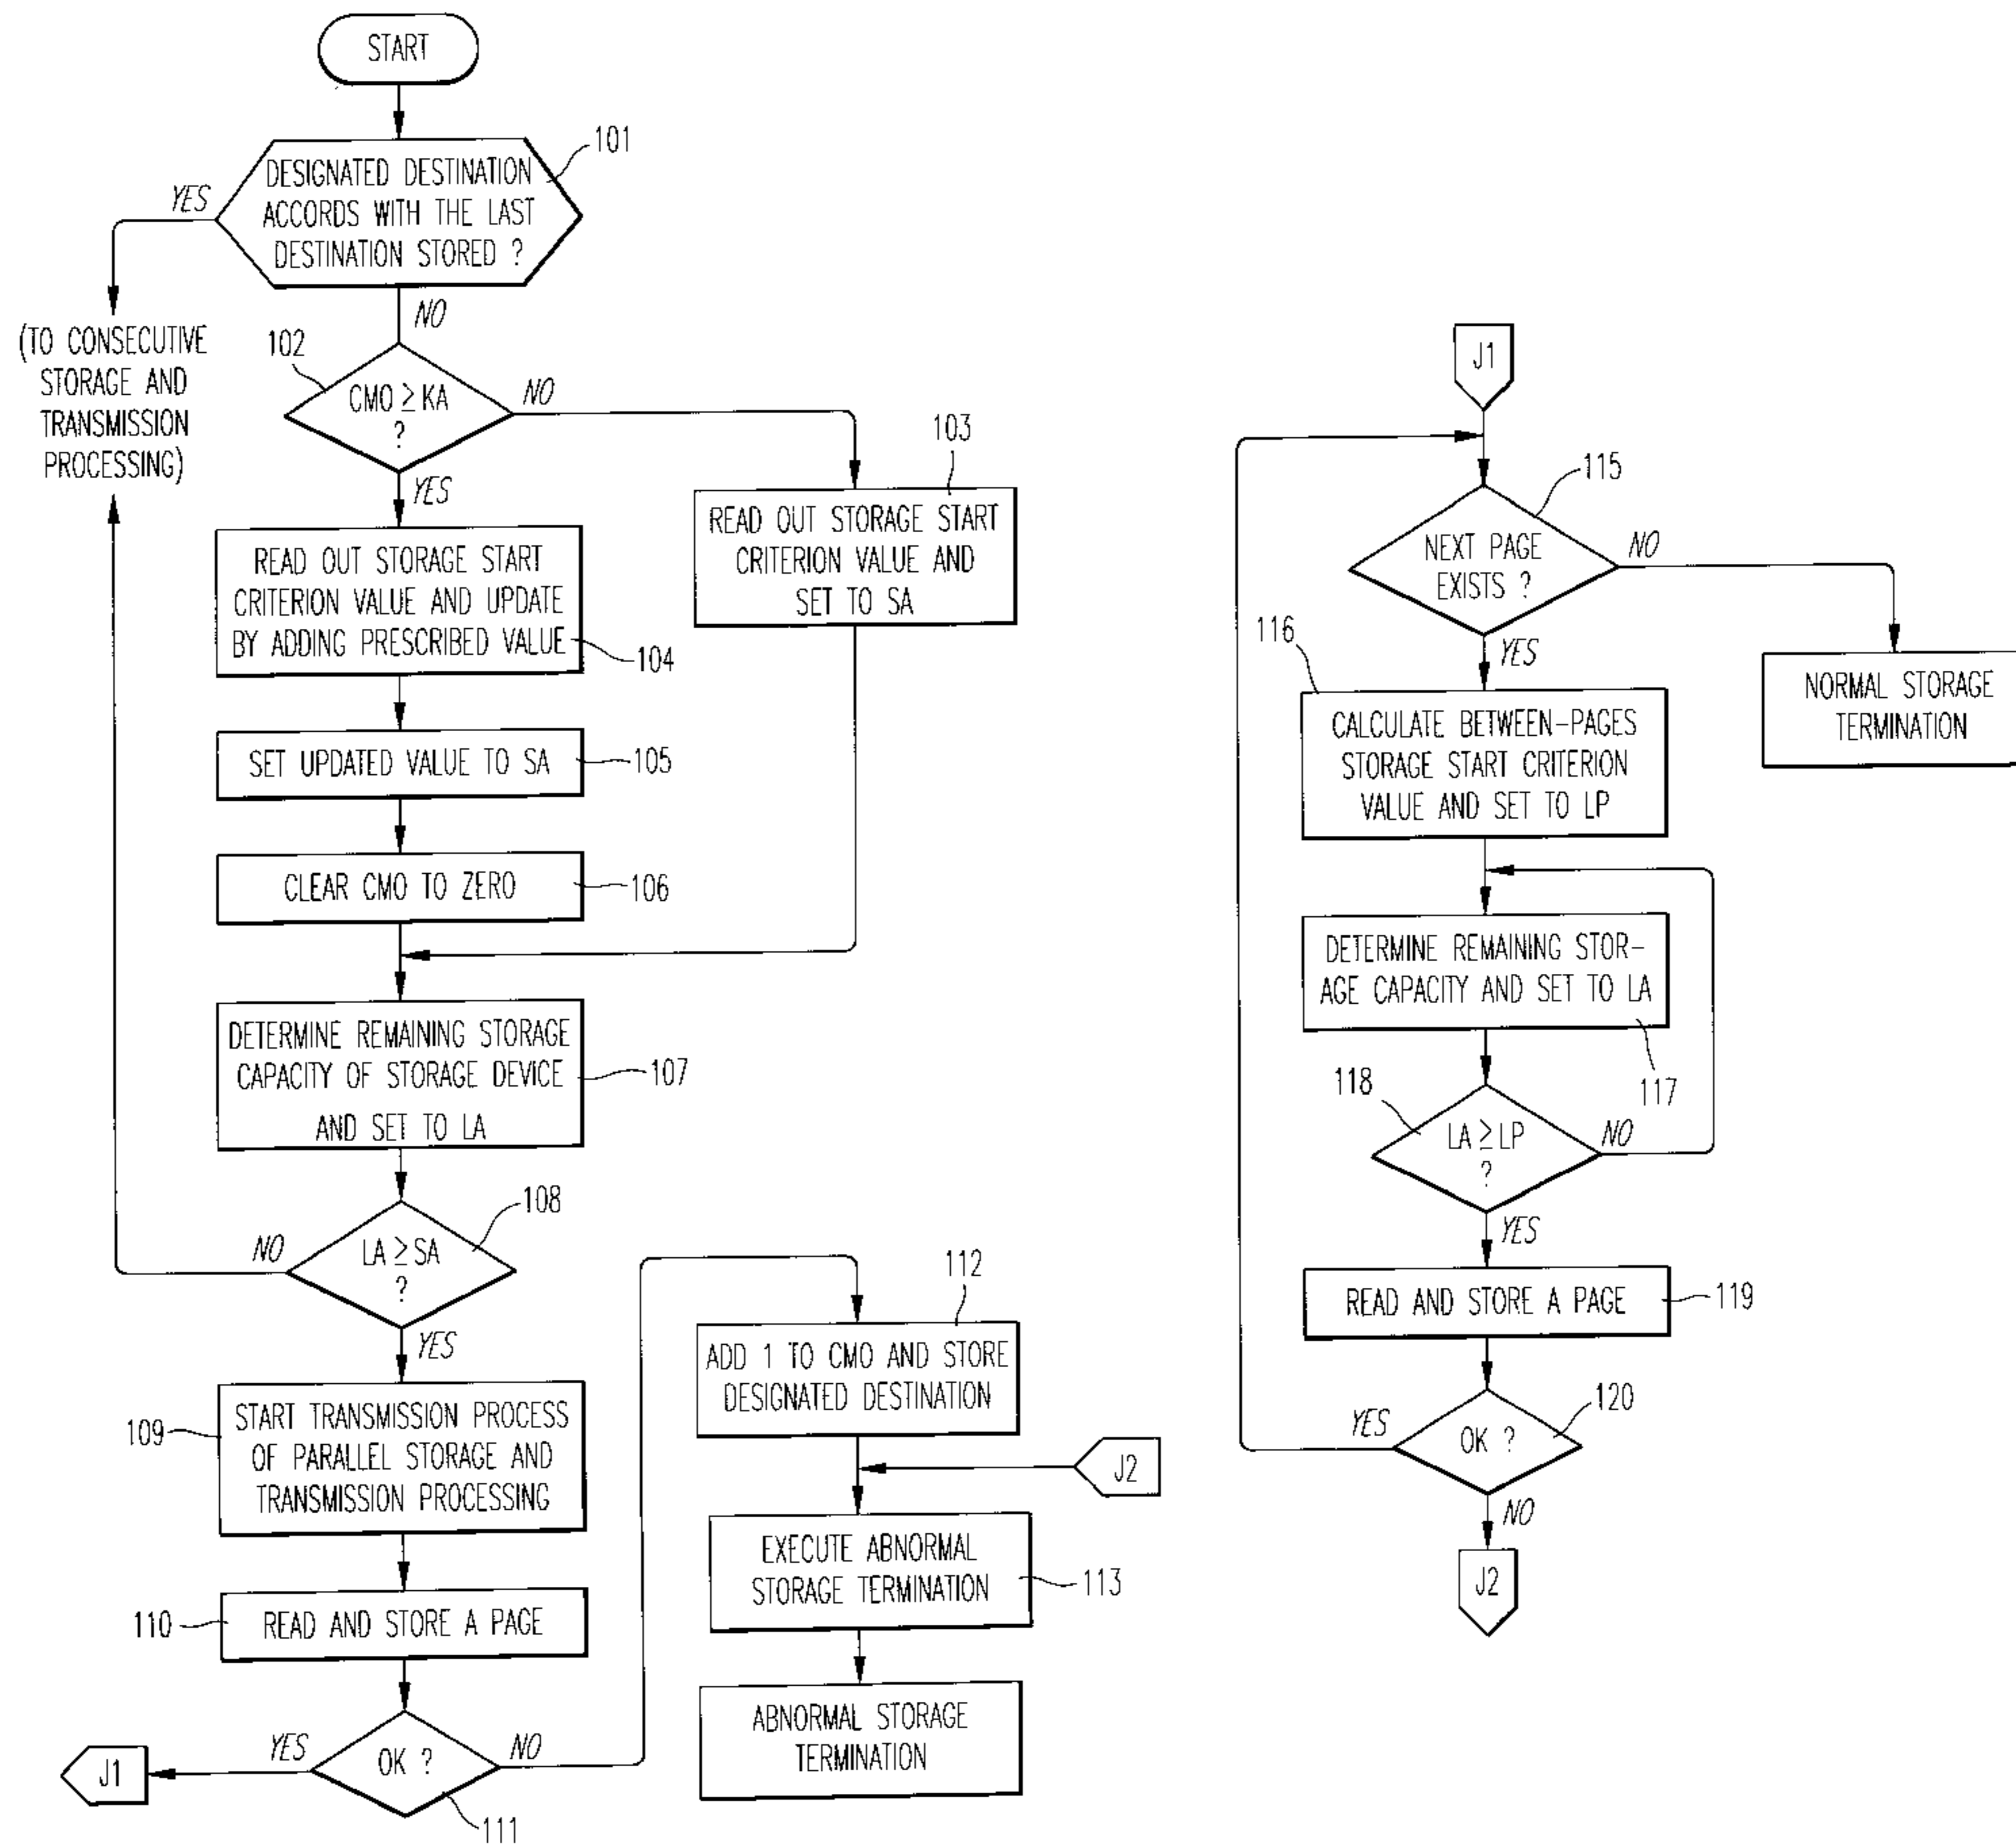 START
DESIGNATED DESTINATION
ACCORDS WITH THE LAST
DESTINATION STORED ?
101
YES
NO
(TO CONSECUTIVE
STORAGE AND
TRANSMISSION
PROCESSING)
102
CMO ≥ KA
?
NO
YES
103
READ OUT STORAGE START
CRITERION VALUE AND
SET TO SA
READ OUT STORAGE START
CRITERION VALUE AND UPDATE
BY ADDING PRESCRIBED VALUE
104
SET UPDATED VALUE TO SA
105
CLEAR CMO TO ZERO
106
DETERMINE REMAINING STORAGE
CAPACITY OF STORAGE DEVICE
AND SET TO LA
107
108
LA ≥ SA
?
NO
YES
START TRANSMISSION PROCESS
OF PARALLEL STORAGE AND
TRANSMISSION PROCESSING
109
READ AND STORE A PAGE
110
OK ?
YES
NO
111
J1
112
ADD 1 TO CMO AND STORE
DESIGNATED DESTINATION
J2
EXECUTE ABNORMAL
STORAGE TERMINATION
113
ABNORMAL STORAGE
TERMINATION
J1
115
NEXT PAGE
EXISTS ?
NO
YES
NORMAL STORAGE
TERMINATION
116
CALCULATE BETWEEN-PAGES
STORAGE START CRITERION
VALUE AND SET TO LP
DETERMINE REMAINING STOR-
AGE CAPACITY AND SET TO LA
117
118
LA ≥ LP
?
NO
YES
READ AND STORE A PAGE
119
120
OK ?
YES
NO
J2